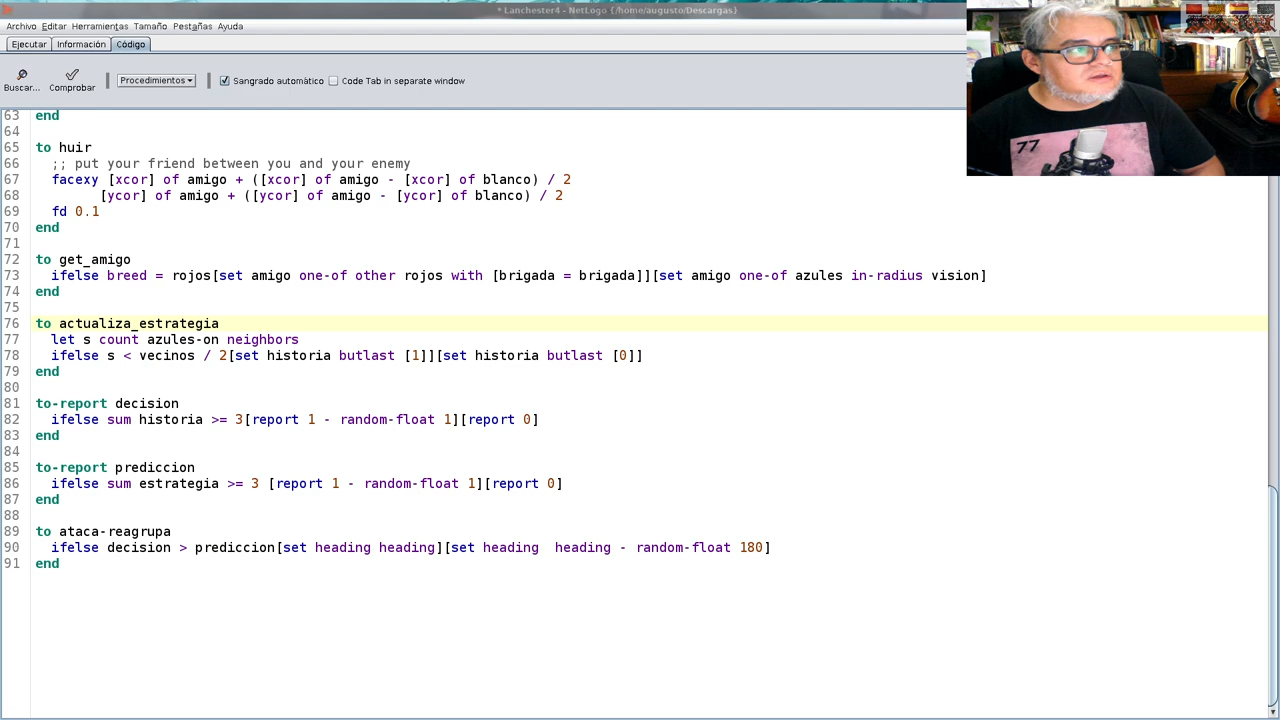 * Lanchester4 - NetLogo {/home/augusto/Descargas}
Archivo Editar Herramientas Tamaño Pestañas Ayuda
Ejecutar Información Código
Buscar... Comprobar Procedimientos Sangrado automàtico Code Tab in separate window
63 end
64
65 to huir
66 ;; put your friend between you and your enemy
67 facexy [xcor] of amigo + ([xcor] of amigo - [xcor] of blanco) / 2
68 [ycor] of amigo + ([ycor] of amigo - [ycor] of blanco) / 2
69 fd 0.1
70 end
71
72 to get_amigo
73 ifelse breed = rojos[set amigo one-of other rojos with [brigada = brigada]][set amigo one-of azules in-radius vision]
74 end
75
76 to actualiza_estrategia
77 let s count azules-on neighbors
78 ifelse s < vecinos / 2[set historia butlast [1]][set historia butlast [0]]
79 end
80
81 to-report decision
82 ifelse sum historia >= 3[report 1 - random-float 1][report 0]
83 end
84
85 to-report prediccion
86 ifelse sum estrategia >= 3 [report 1 - random-float 1][report 0]
87 end
88
89 to ataca-reagrupa
90 ifelse decision > prediccion[set heading heading][set heading  heading - random-float 180]
91 end
77